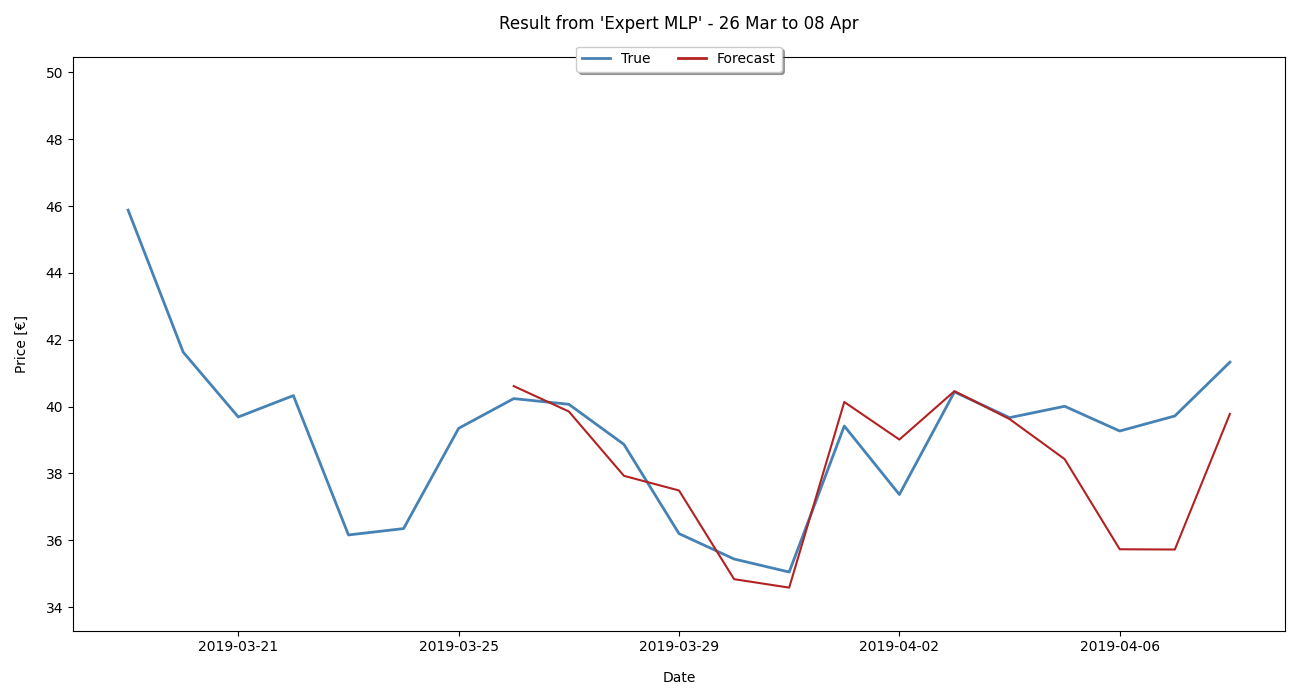 Result from 'Expert MLP' - 26 Mar to 08 Apr
True Forecast
50
48
46
44
42
40
38
36
34
Price [€]
2019-03-21 2019-03-25 2019-03-29 2019-04-02 2019-04-06
Date